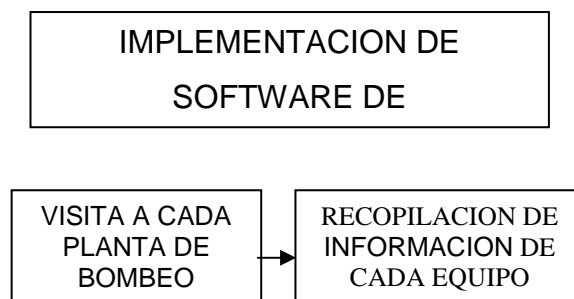 IMPLEMENTACION DE
SOFTWARE DE
VISITA A CADA
PLANTA DE
BOMBEO
RECOPILACION DE
INFORMACION DE
CADA EQUIPO